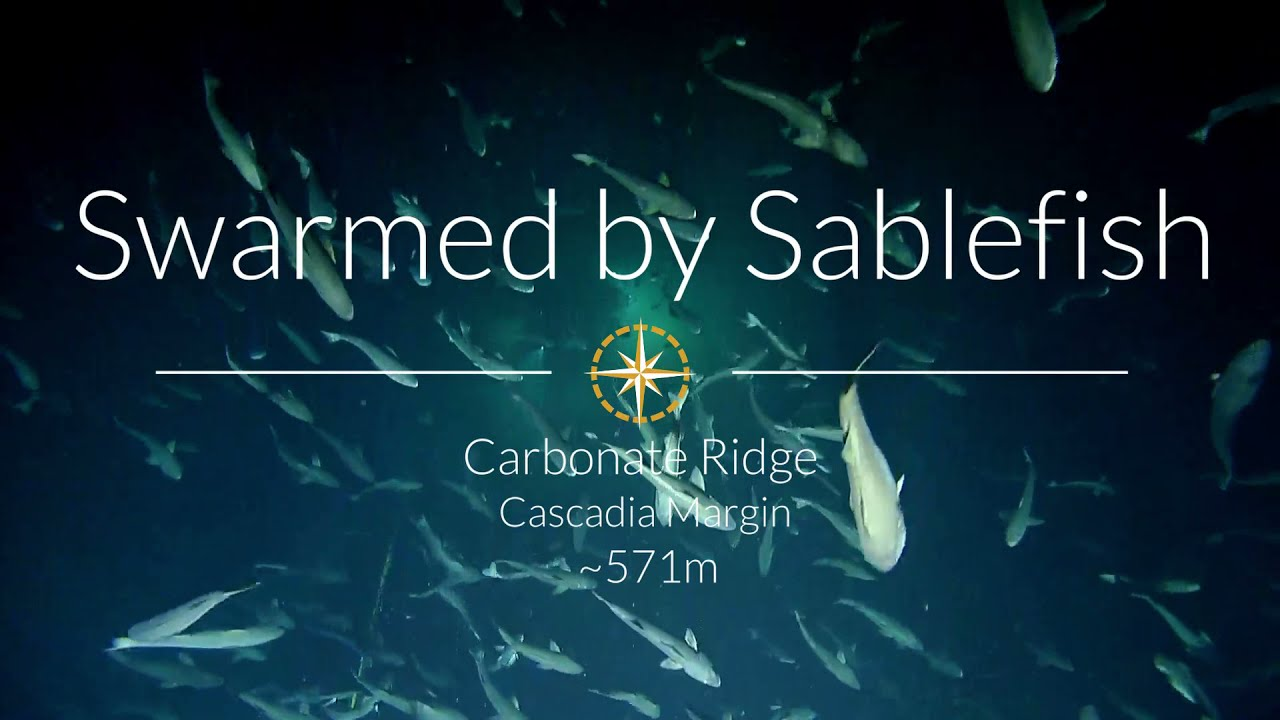 Swarmed by Sablefish
Carbonate Ridge
Cascadia Margin
~571m